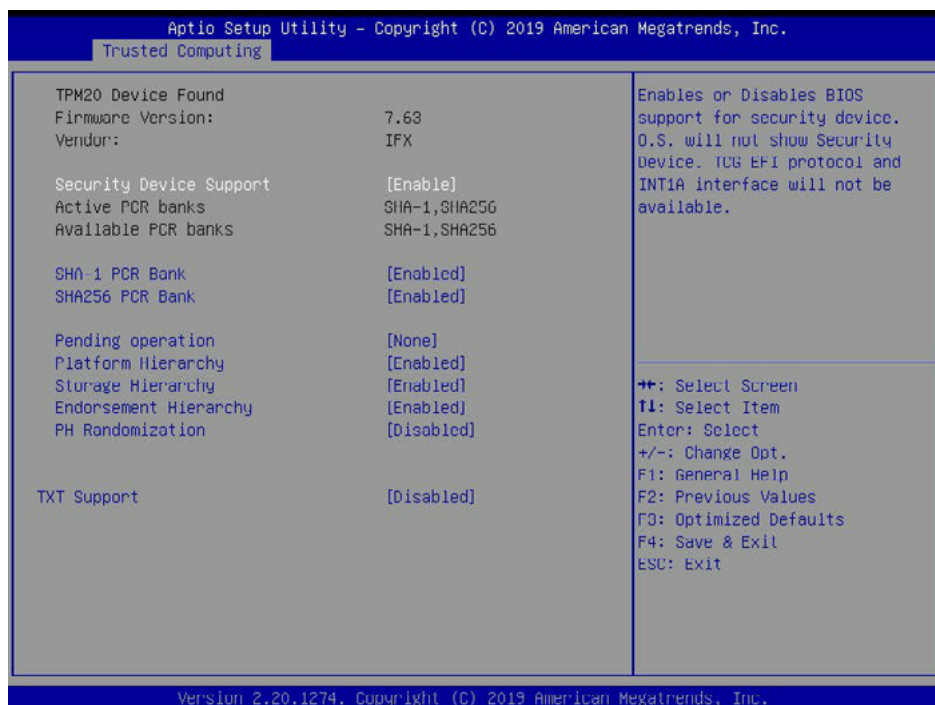 Aptio Setup Utility – Copyright (C) 2019 American Megatrends, Inc.
Trusted Computing
TPM20 Device Found
Firmware Version: 7.63
Vendor: IFX
Security Device Support [Enable]
Active PCR banks SHA-1,SHA256
Available PCR banks SHA-1,SHA256
SHA-1 PCR Bank [Enabled]
SHA256 PCR Bank [Enabled]
Pending operation [None]
Platform Hierarchy [Enabled]
Storage Hierarchy [Enabled]
Endorsement Hierarchy [Enabled]
PH Randomization [Disabled]
TXT Support [Disabled]
Enables or Disables BIOS
support for security device.
O.S. will not show Security
Device. TCG EFI protocol and
INT1A interface will not be
available.
→←: Select Screen
↑↓: Select Item
Enter: Select
+/-: Change Opt.
F1: General Help
F2: Previous Values
F3: Optimized Defaults
F4: Save & Exit
ESC: Exit
Version 2.20.1274. Copyright (C) 2019 American Megatrends, Inc.